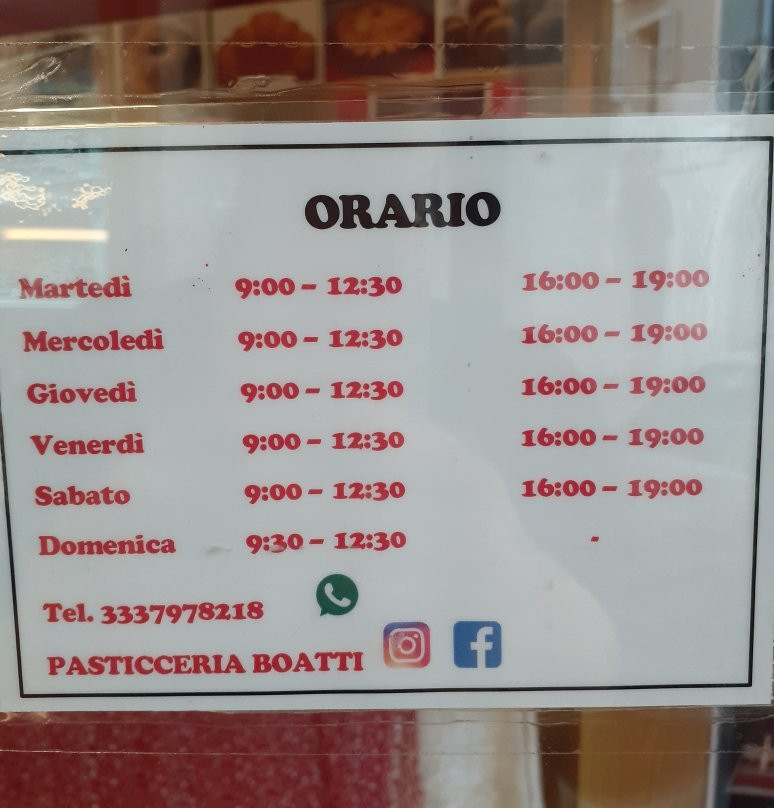 ORARIO
Martedì 9:00 – 12:30 16:00 – 19:00
Mercoledì 9:00 – 12:30 16:00 – 19:00
Giovedì 9:00 – 12:30 16:00 – 19:00
Venerdì 9:00 – 12:30 16:00 – 19:00
Sabato 9:00 – 12:30 16:00 – 19:00
Domenica 9:30 – 12:30 -
Tel. 3337978218
PASTICCERIA BOATTI